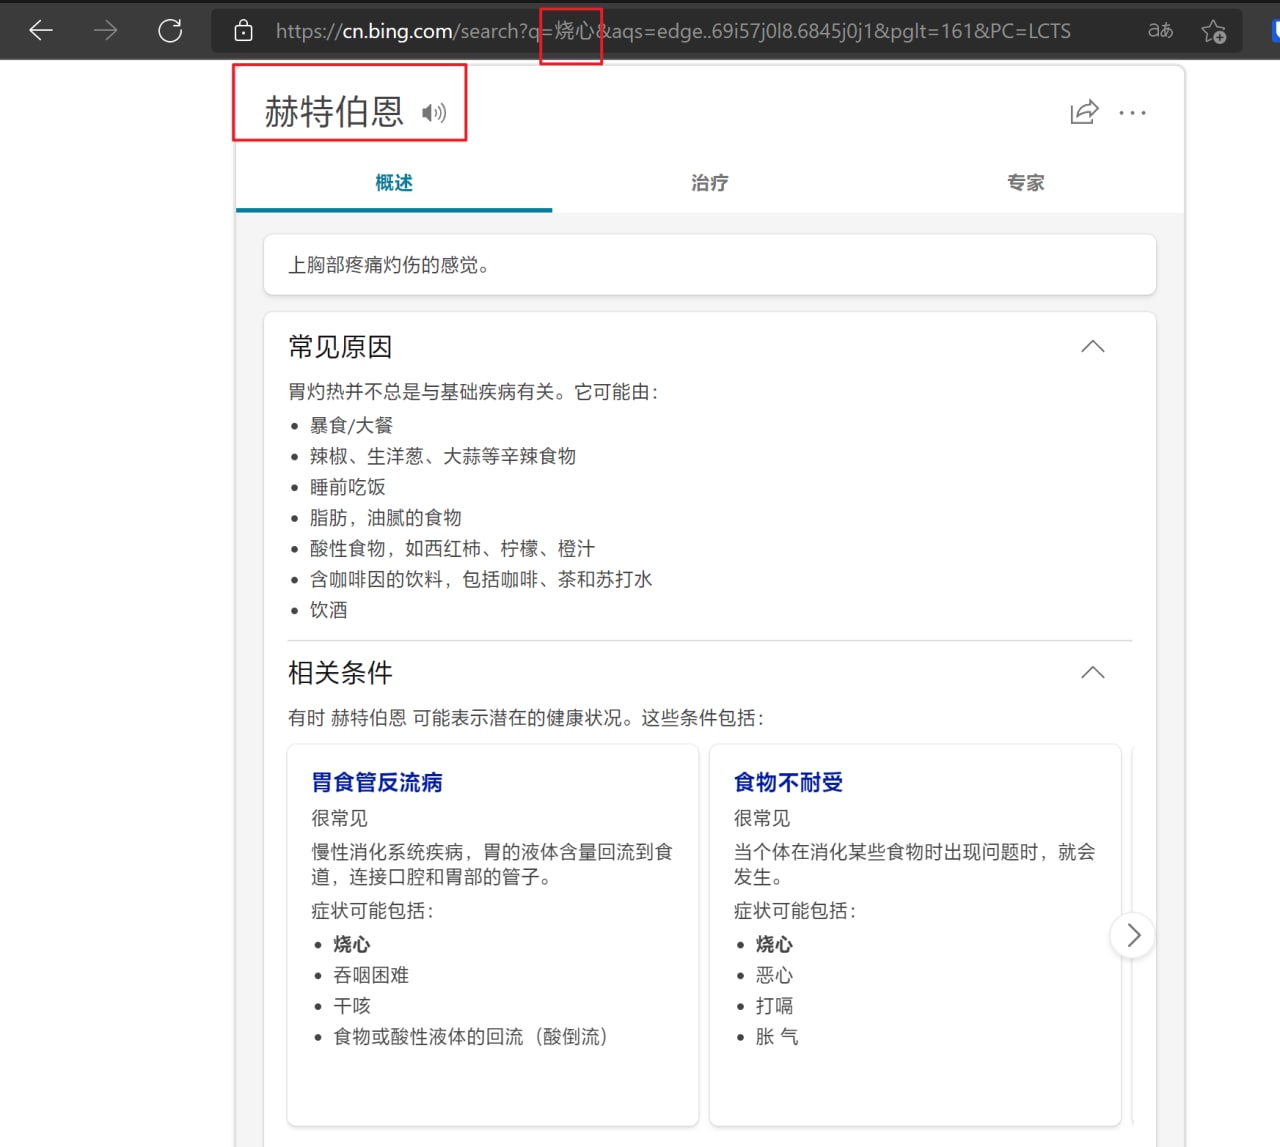 https://cn.bing.com/search?q=烧心&aqs=edge..69i57j0l8.6845j0j1&pglt=161&PC=LCTS
赫特伯恩
概述 治疗 专家
上胸部疼痛灼伤的感觉。
常见原因
胃灼热并不总是与基础疾病有关。它可能由：
• 暴食/大餐
• 辣椒、生洋葱、大蒜等辛辣食物
• 睡前吃饭
• 脂肪，油腻的食物
• 酸性食物，如西红柿、柠檬、橙汁
• 含咖啡因的饮料，包括咖啡、茶和苏打水
• 饮酒
相关条件
有时 赫特伯恩 可能表示潜在的健康状况。这些条件包括：
胃食管反流病
很常见
慢性消化系统疾病，胃的液体含量回流到食
道，连接口腔和胃部的管子。
症状可能包括：
• 烧心
• 吞咽困难
• 干咳
• 食物或酸性液体的回流（酸倒流）
食物不耐受
很常见
当个体在消化某些食物时出现问题时，就会
发生。
症状可能包括：
• 烧心
• 恶心
• 打嗝
• 胀 气